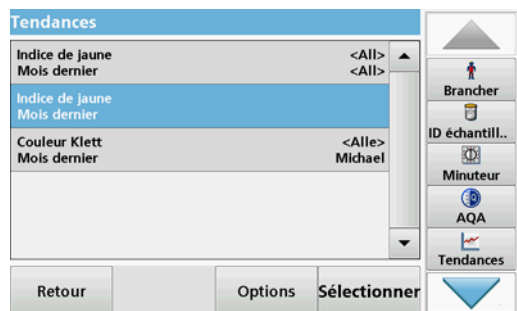 Tendances
Indice de jaune <All>
Mois dernier <All>
Indice de jaune
Mois dernier
Couleur Klett <Alle>
Mois dernier Michael
Retour
Options
Sélectionner
Brancher
ID échantill..
Minuteur
AQA
Tendances